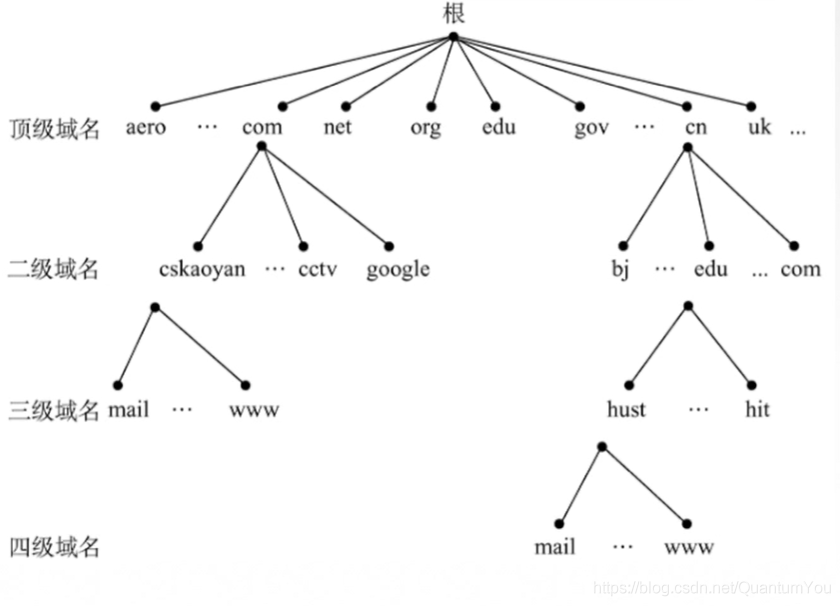 根
顶级域名 aero … com net org edu gov … cn uk ...
二级域名 cskaoyan … cctv google bj … edu ... com
三级域名 mail … www hust … hit
四级域名 mail … www
https://blog.csdn.net/QuantumYou